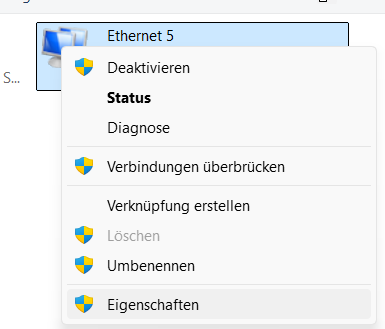 Ethernet 5
S...
Deaktivieren
Status
Diagnose
Verbindungen überbrücken
Verknüpfung erstellen
Löschen
Umbenennen
Eigenschaften